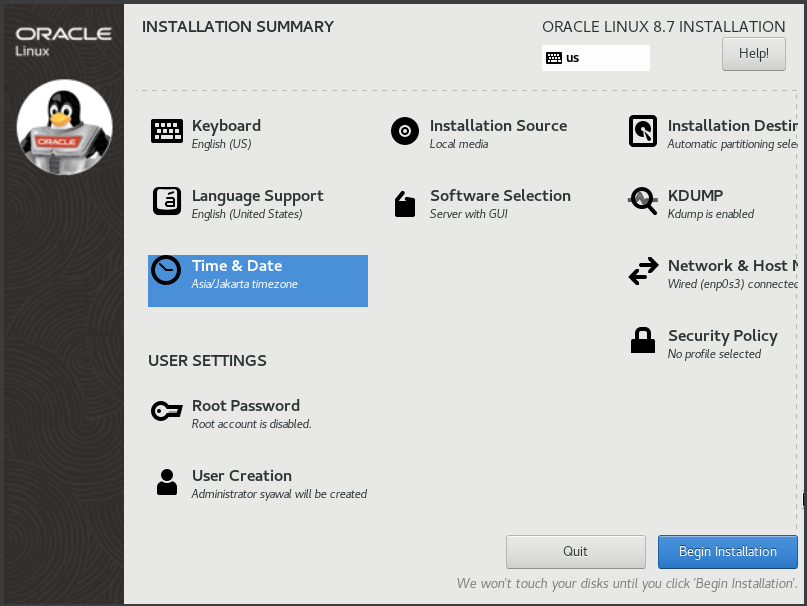 ORACLE
Linux
ORACLE
INSTALLATION SUMMARY
ORACLE LINUX 8.7 INSTALLATION
us
Help!
Keyboard
English (US)
Installation Source
Local media
Installation Destin
Automatic partitioning sele
Language Support
English (United States)
Software Selection
Server with GUI
KDUMP
Kdump is enabled
Time & Date
Asia/Jakarta timezone
Network & Host N
Wired (enp0s3) connected
Security Policy
No profile selected
USER SETTINGS
Root Password
Root account is disabled.
User Creation
Administrator syawal will be created
Quit
Begin Installation
We won't touch your disks until you click 'Begin Installation'.